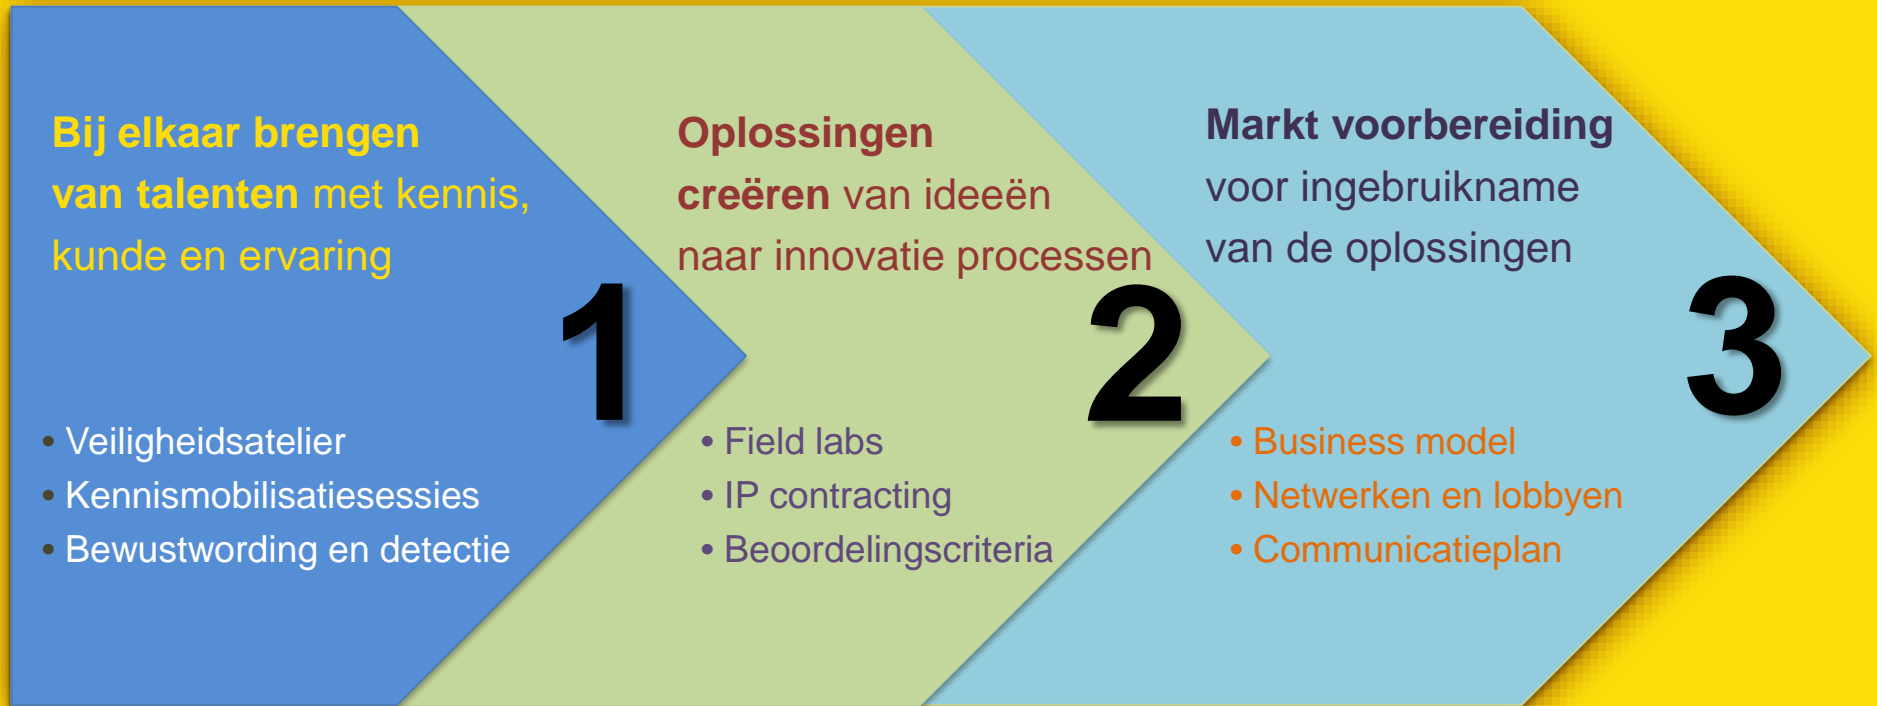 Bij elkaar brengen
van talenten met kennis,
kunde en ervaring
1
• Veiligheidsatelier
• Kennismobilisatiesessies
• Bewustwording en detectie
Oplossingen
creëren van ideeën
naar innovatie processen
2
• Field labs
• IP contracting
• Beoordelingscriteria
Markt voorbereiding
voor ingebruikname
van de oplossingen
3
• Business model
• Netwerken en lobbyen
• Communicatieplan